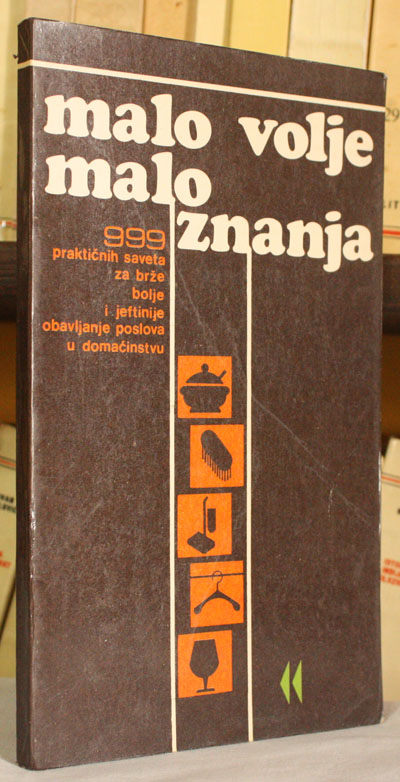 malo volje
malo
znanja
999
praktičnih saveta
za brže
bolje
i jeftinije
obavljanje poslova
u domaćinstvu